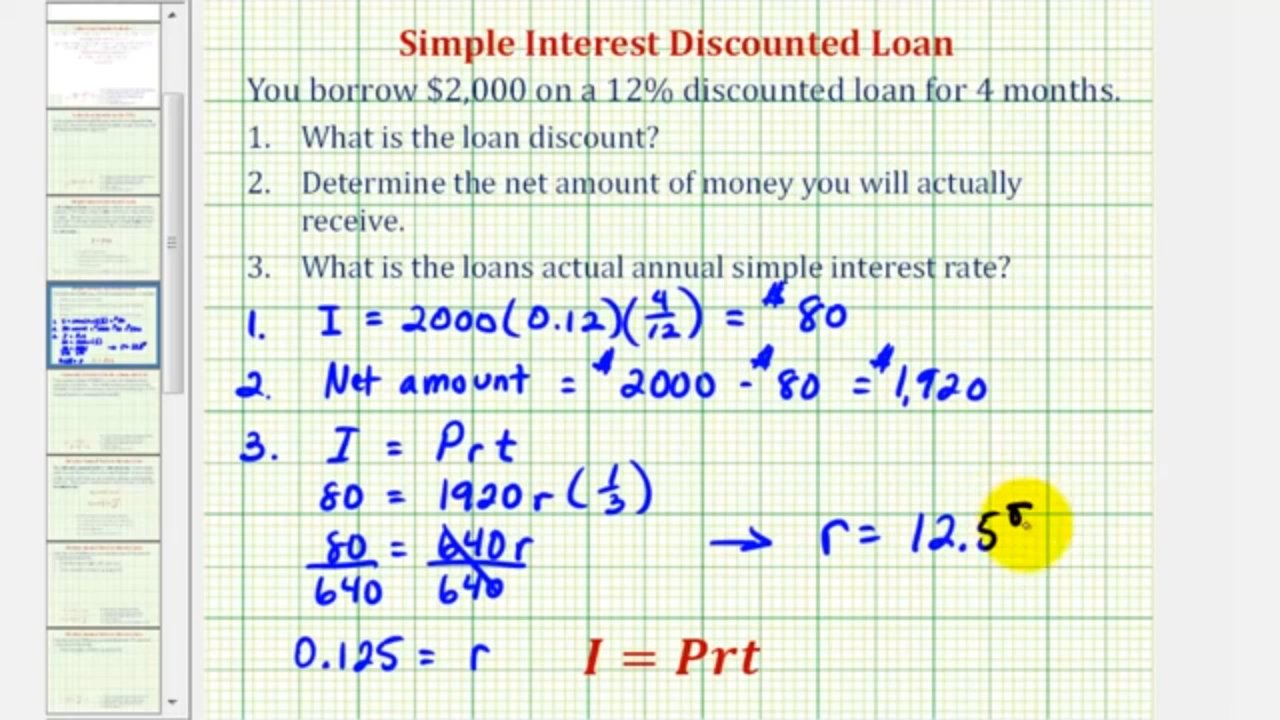 Simple Interest Discounted Loan
You borrow $2,000 on a 12% discounted loan for 4 months.
1. What is the loan discount?
2. Determine the net amount of money you will actually
receive.
3. What is the loans actual annual simple interest rate?
1. I = 2000(0.12)(4/12) = $80
2. Net amount = $2000 - $80 = $1,920
3. I = Prt
80 = 1920r(1/3)
80/640 = 640r/640
→ r = 12.5
0.125 = r
I = Prt